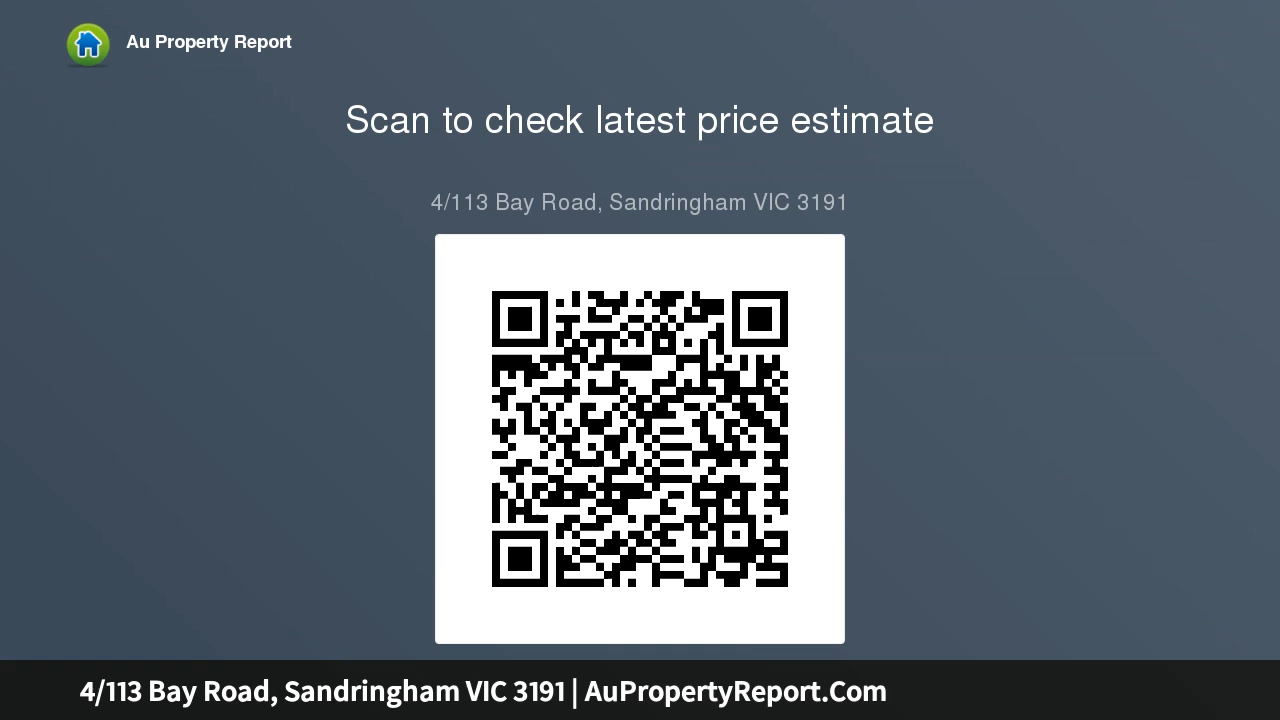 Au Property Report
Scan to check latest price estimate
4/113 Bay Road, Sandringham VIC 3191
4/113 Bay Road, Sandringham VIC 3191 | AuPropertyReport.Com